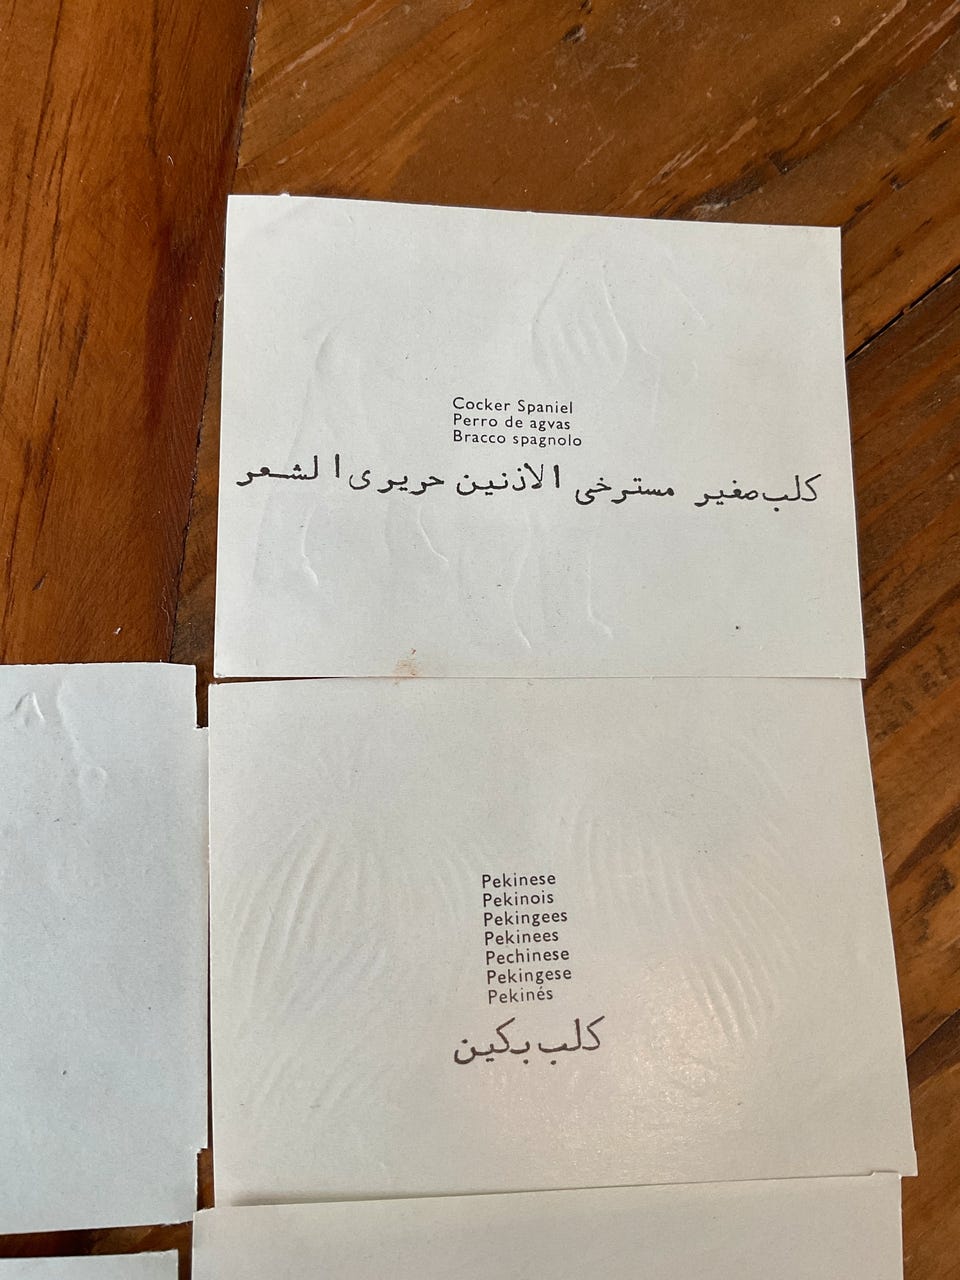 Cocker Spaniel
Perro de agvas
Bracco spagnolo
كلب صغير مسترخى الاذنين حريرى الشعر
Pekinese
Pekinois
Pekingees
Pekinees
Pechinese
Pekingese
Pekinés
كلب بكين